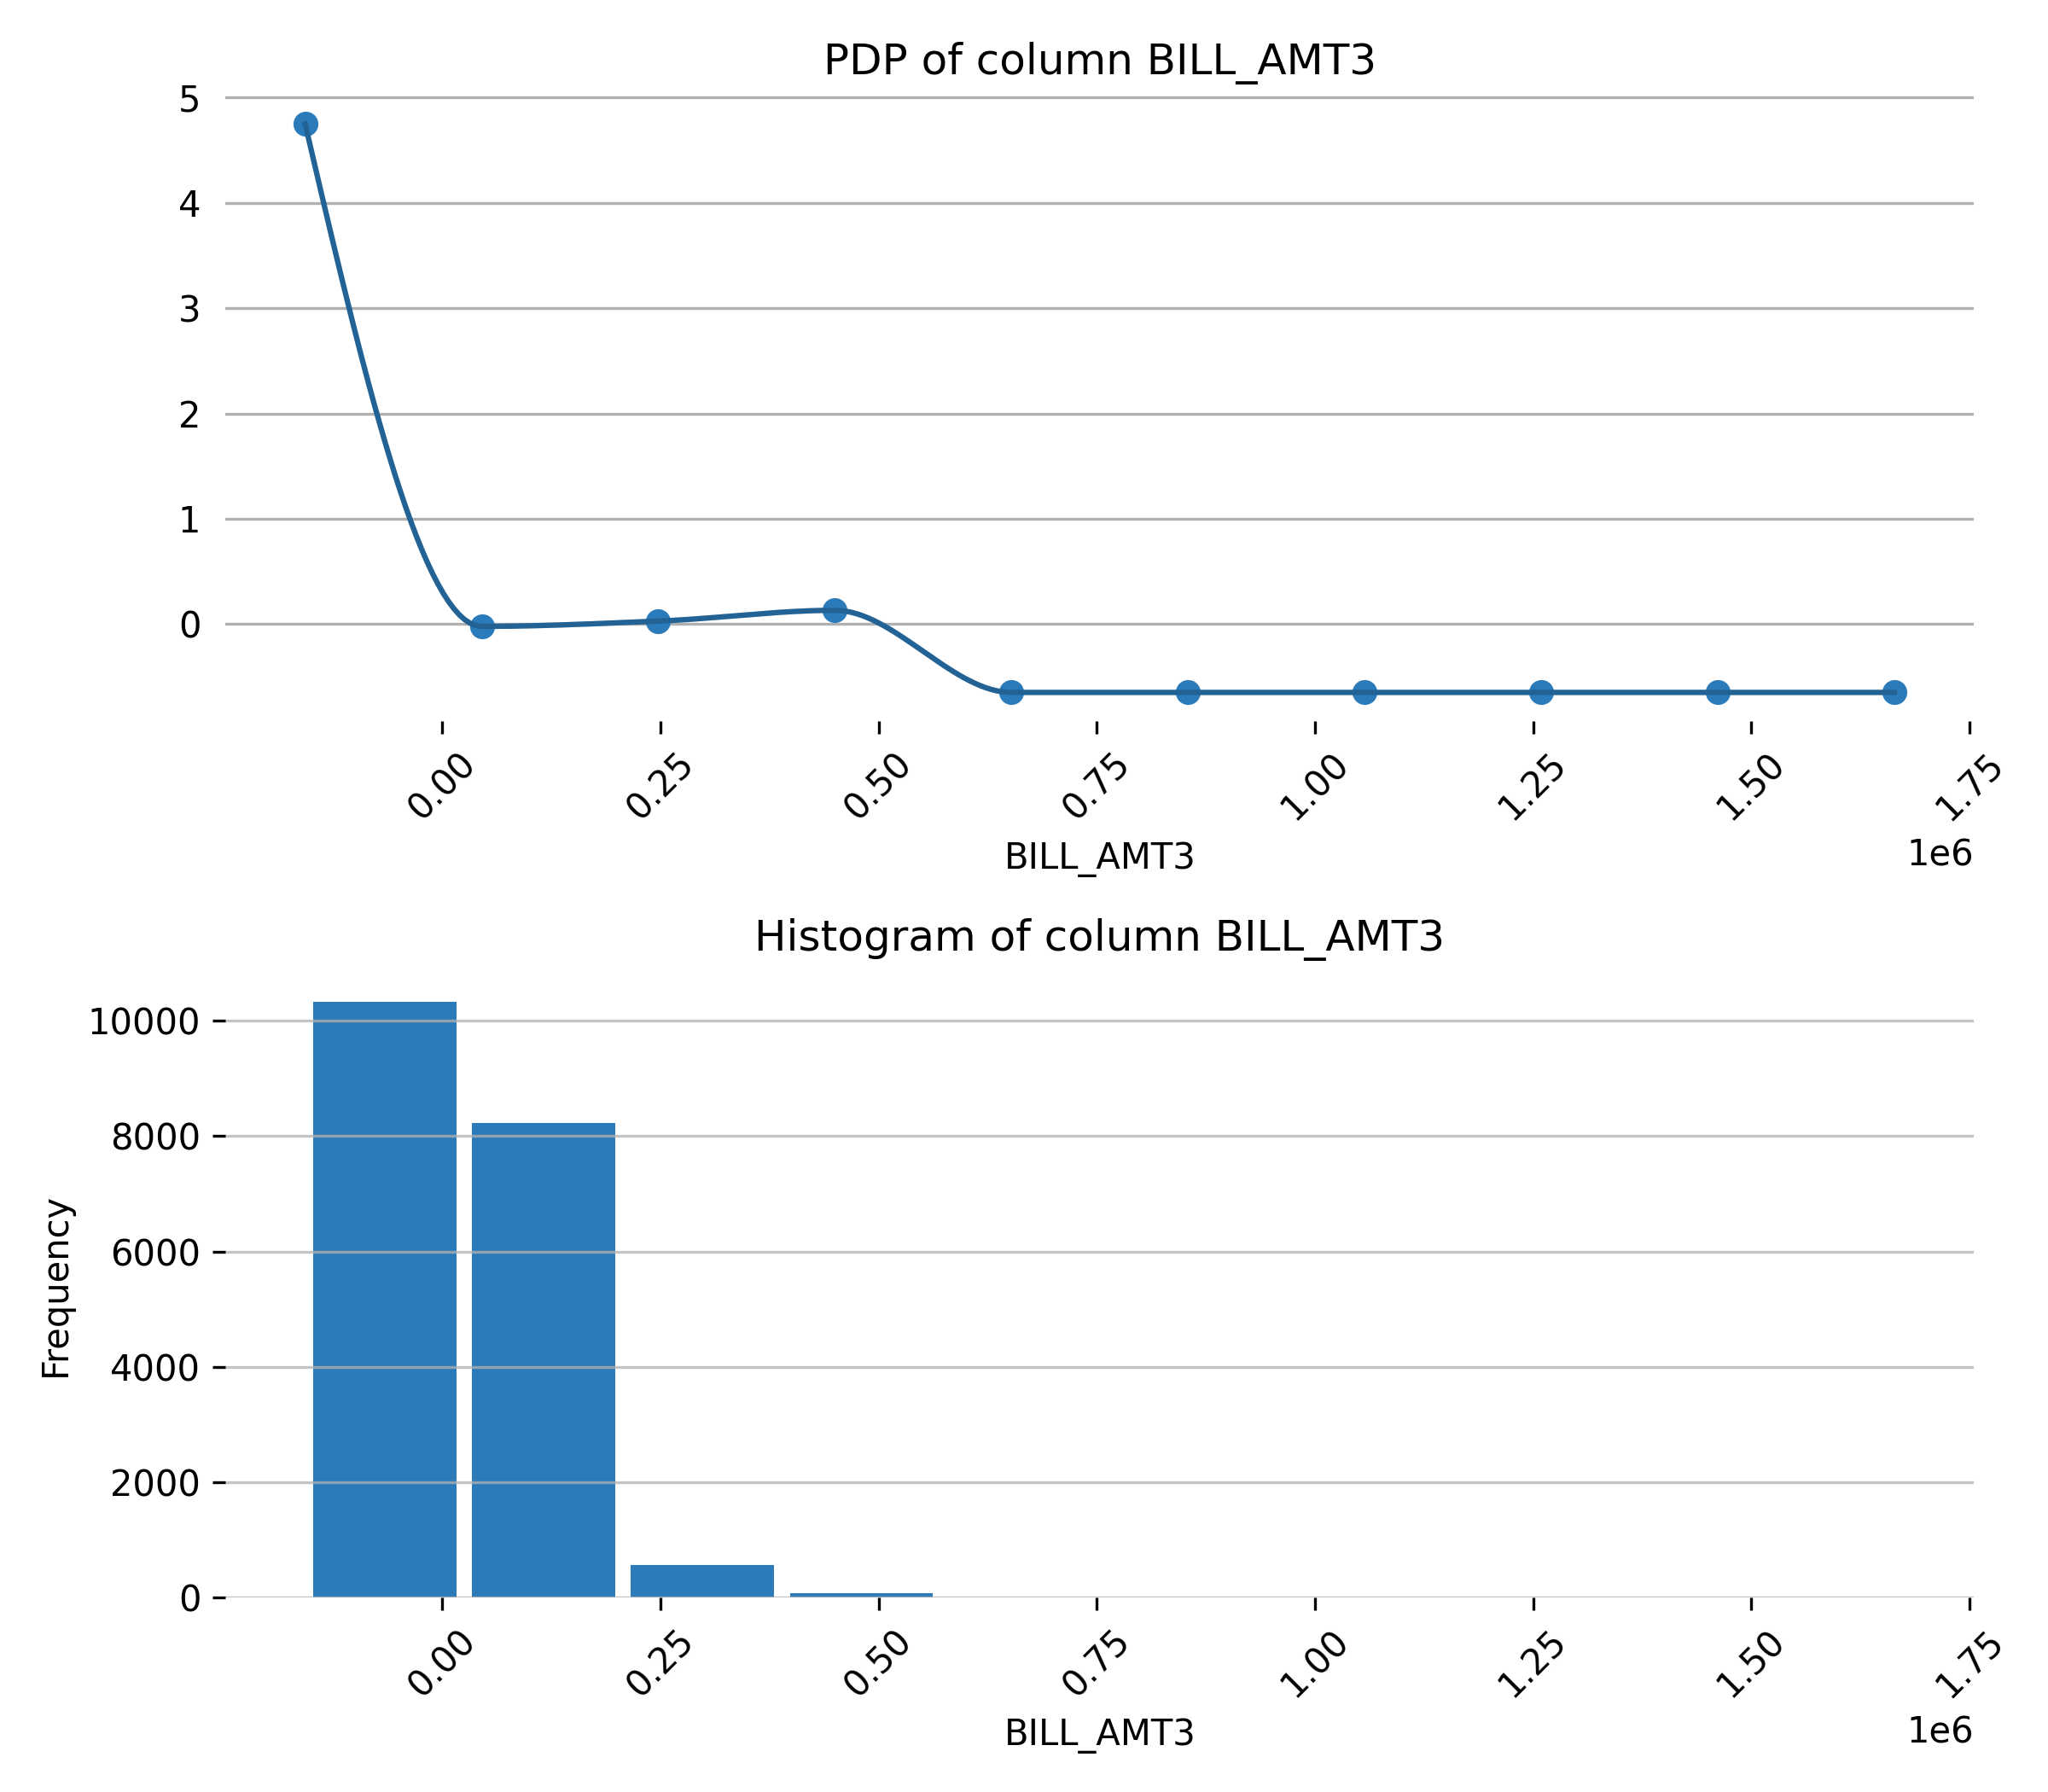 PDP of column BILL_AMT3
5
4
3
2
1
0
0.00 0.25 0.50 0.75 1.00 1.25 1.50 1.75
BILL_AMT3
1e6
Histogram of column BILL_AMT3
Frequency
10000
8000
6000
4000
2000
0
0.00 0.25 0.50 0.75 1.00 1.25 1.50 1.75
BILL_AMT3
1e6